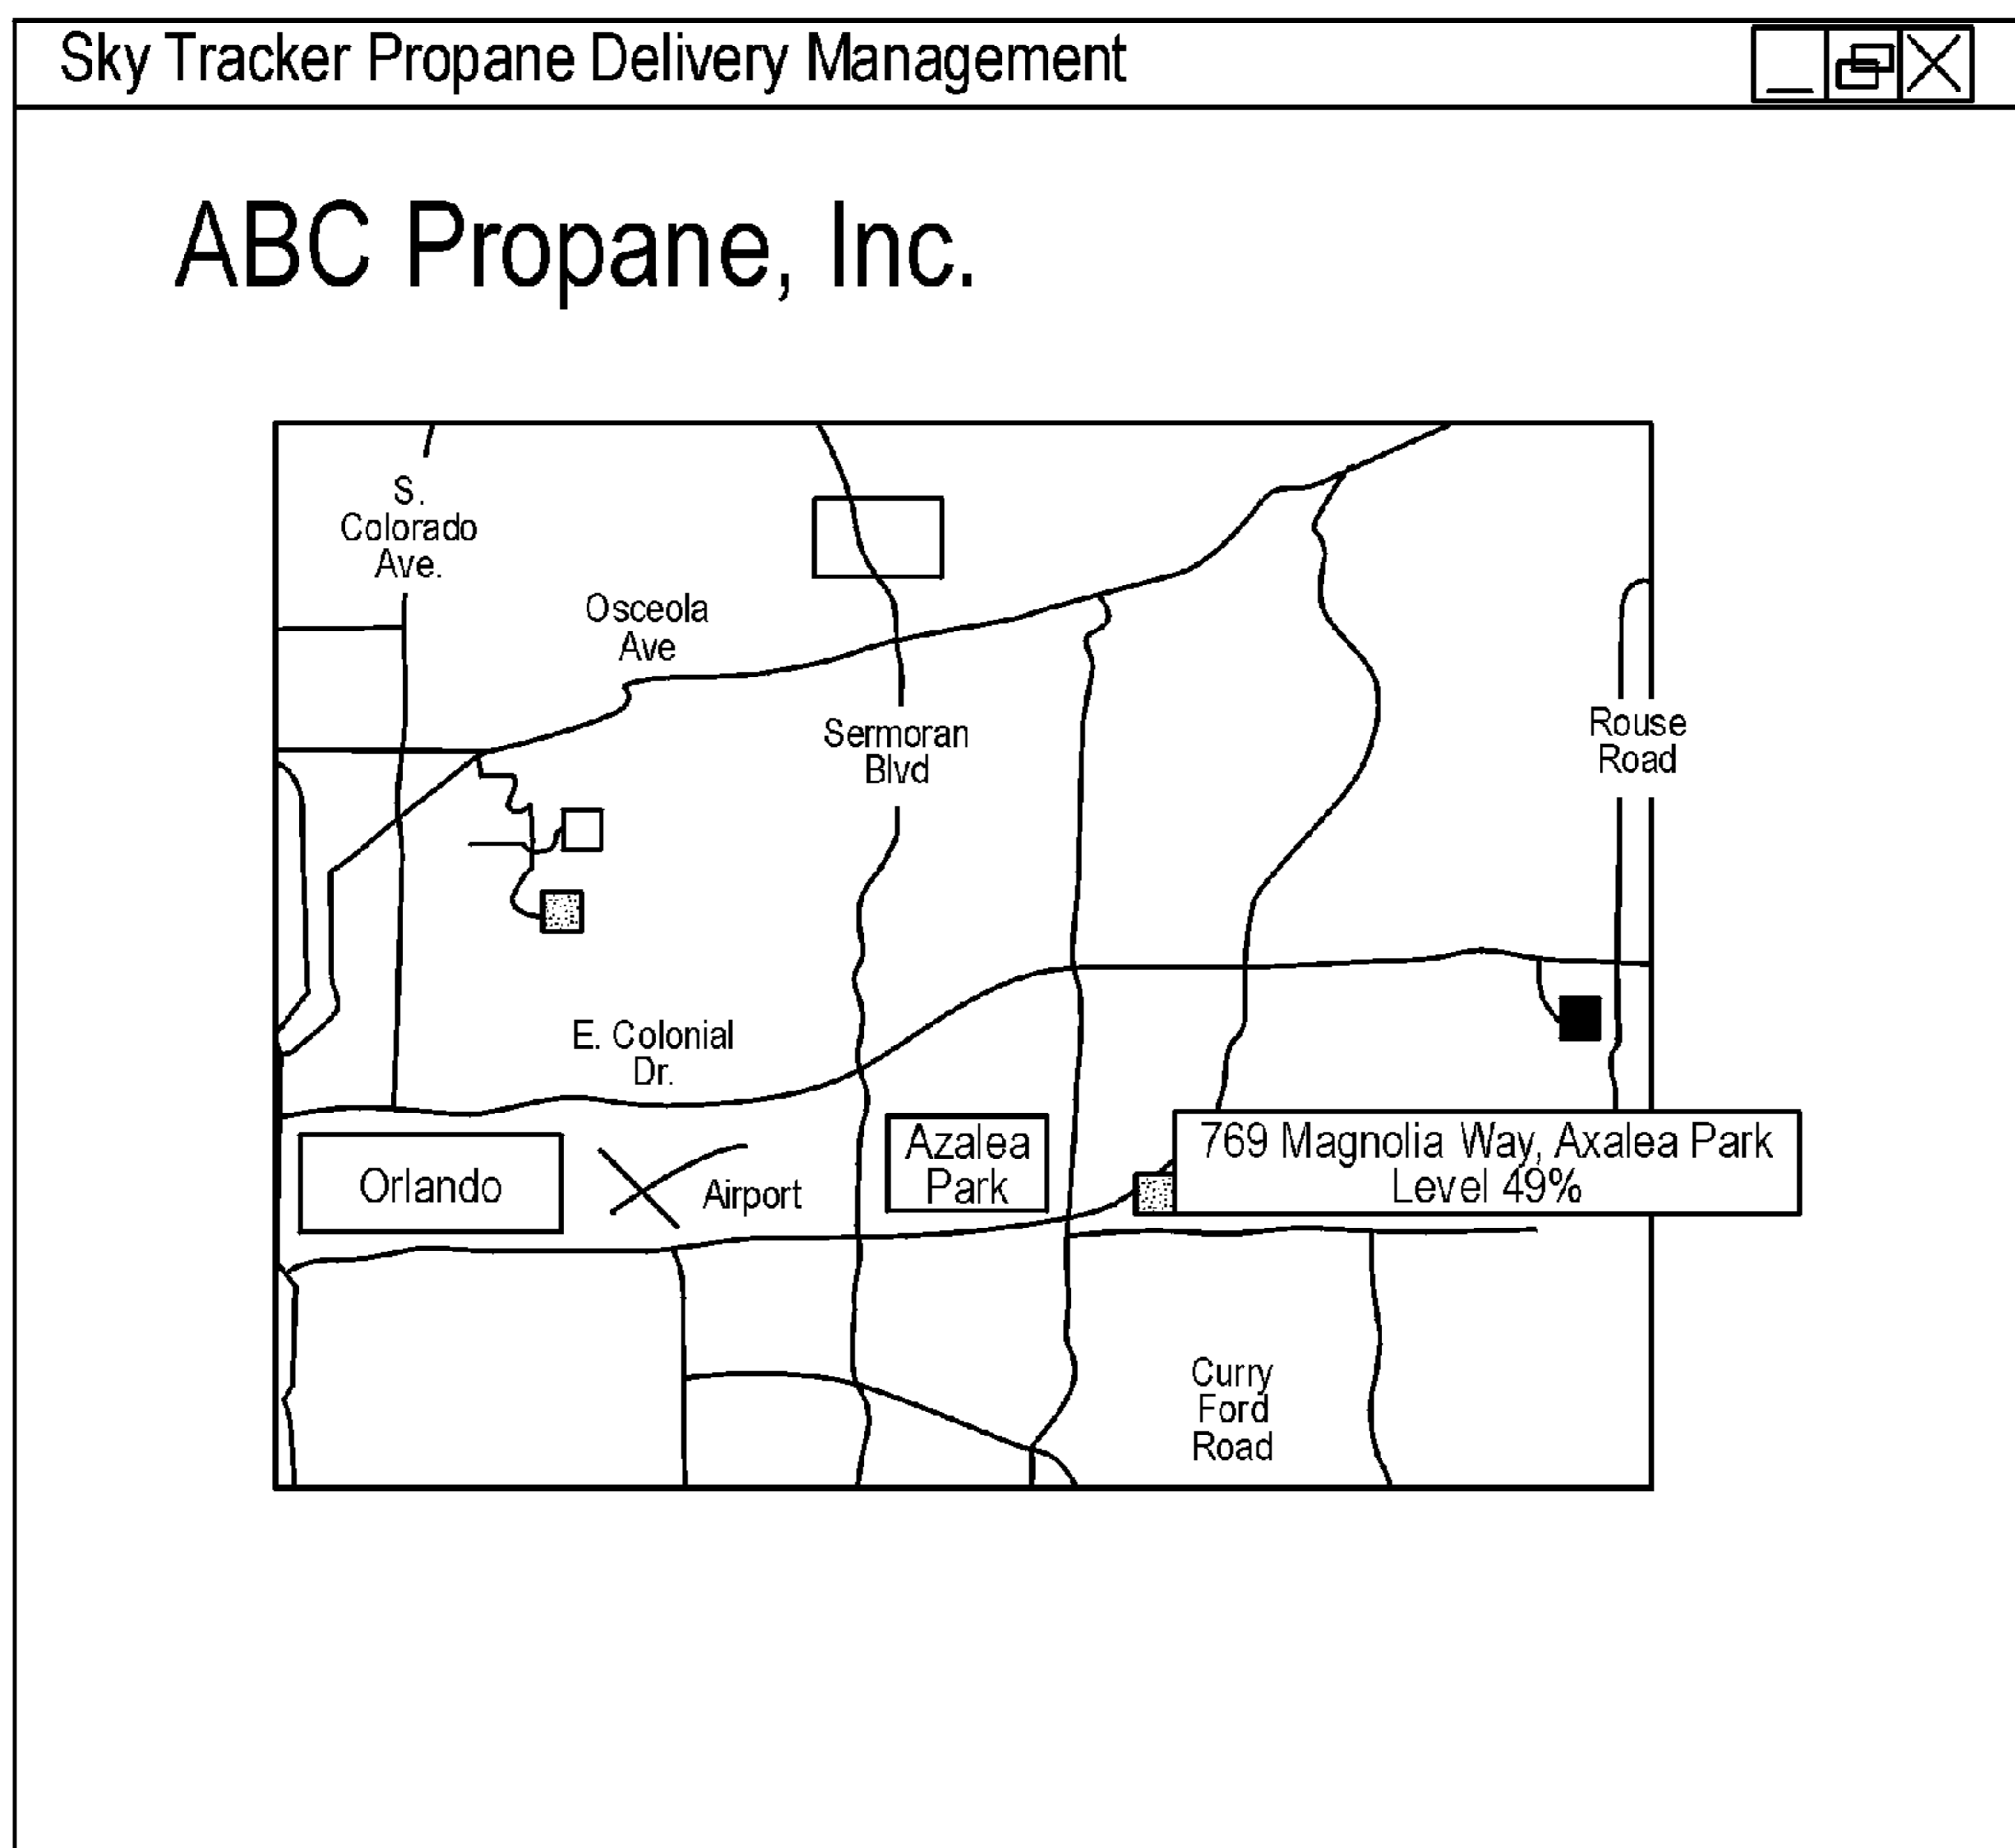 Sky Tracker Propane Delivery Management
ABC Propane, Inc.
S.
Colorado
Ave.
Osceola
Ave
Sermoran
Blvd
Rouse
Road
E. Colonial
Dr.
Orlando
Airport
Azalea
Park
769 Magnolia Way, Axalea Park
Level 49%
Curry
Ford
Road